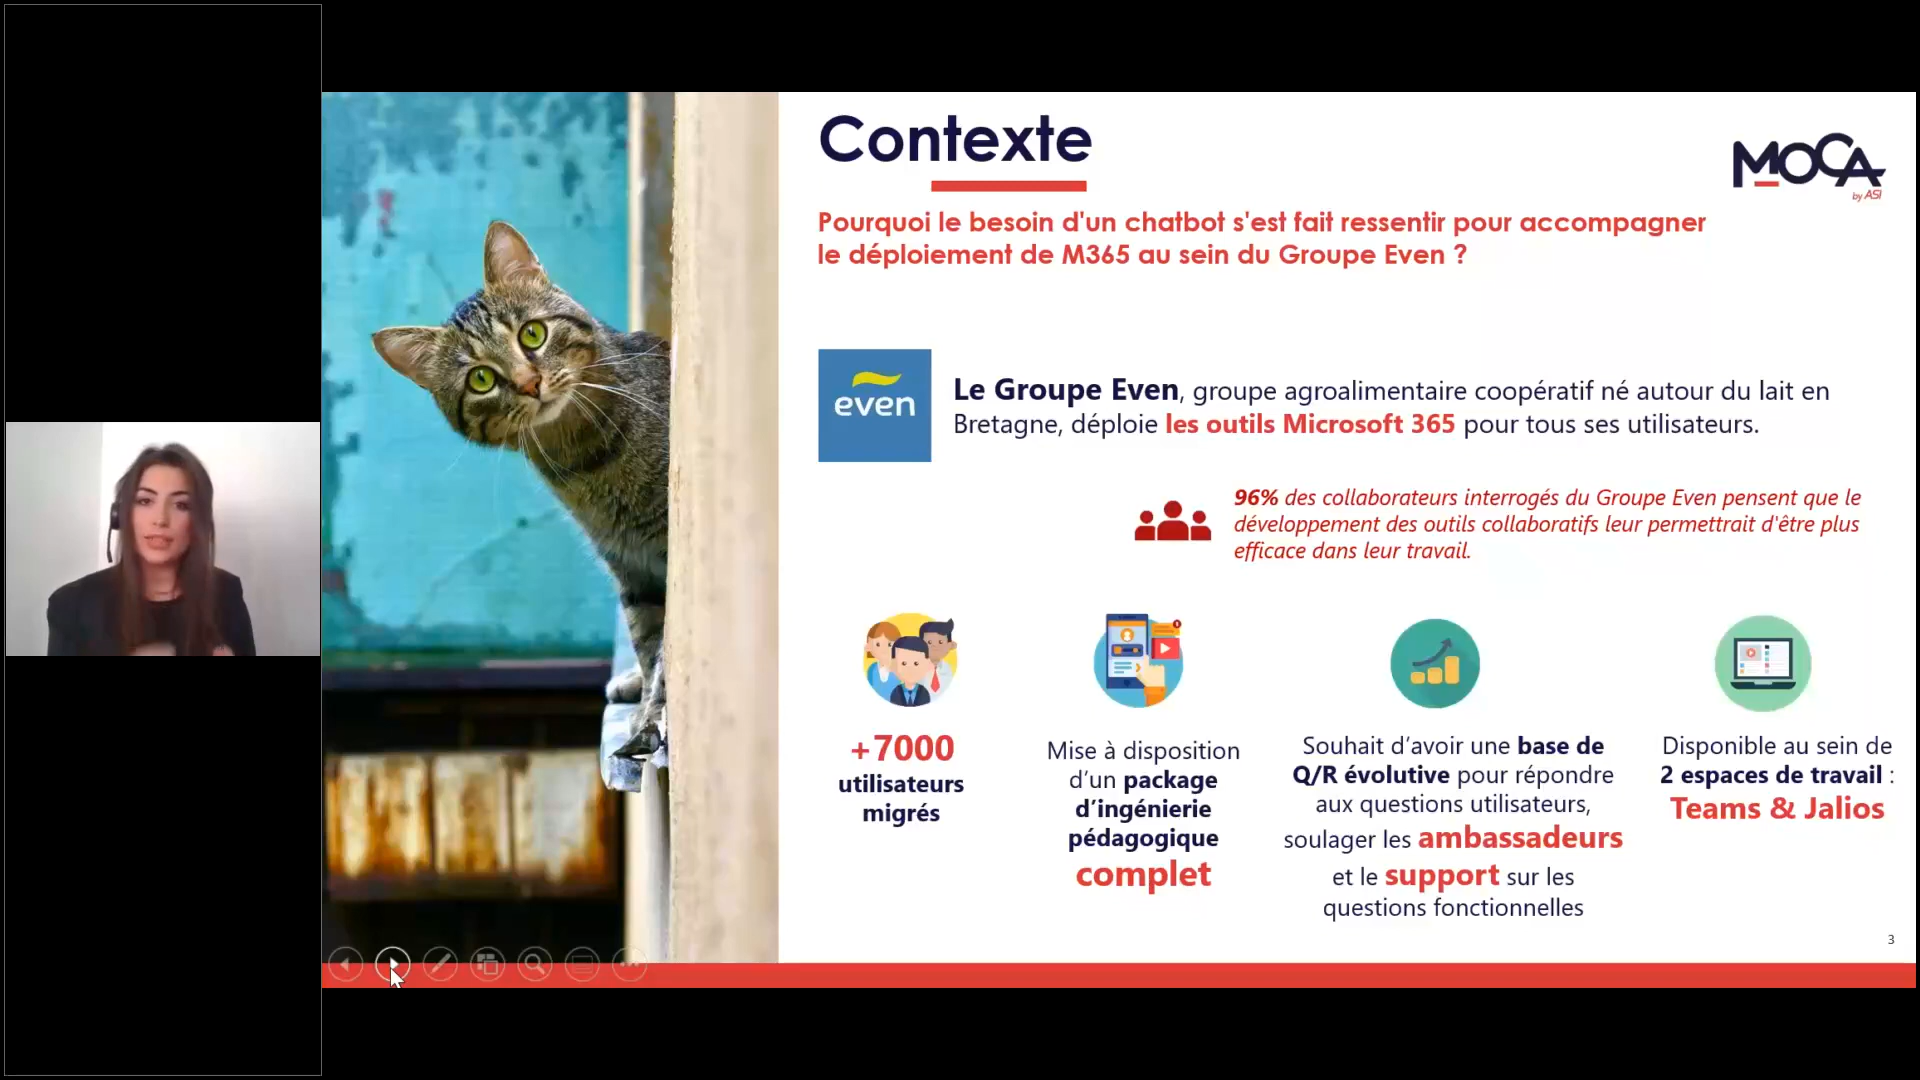 Contexte
MOCA
by ASI
Pourquoi le besoin d'un chatbot s'est fait ressentir pour accompagner
le déploiement de M365 au sein du Groupe Even ?
even
Le Groupe Even, groupe agroalimentaire coopératif né autour du lait en
Bretagne, déploie les outils Microsoft 365 pour tous ses utilisateurs.
96% des collaborateurs interrogés du Groupe Even pensent que le
développement des outils collaboratifs leur permettrait d'être plus
efficace dans leur travail.
+7000
utilisateurs
migrés
Mise à disposition
d'un package
d'ingénierie
pédagogique
complet
Souhait d'avoir une base de
Q/R évolutive pour répondre
aux questions utilisateurs,
soulager les ambassadeurs
et le support sur les
questions fonctionnelles
Disponible au sein de
2 espaces de travail :
Teams & Jalios
3